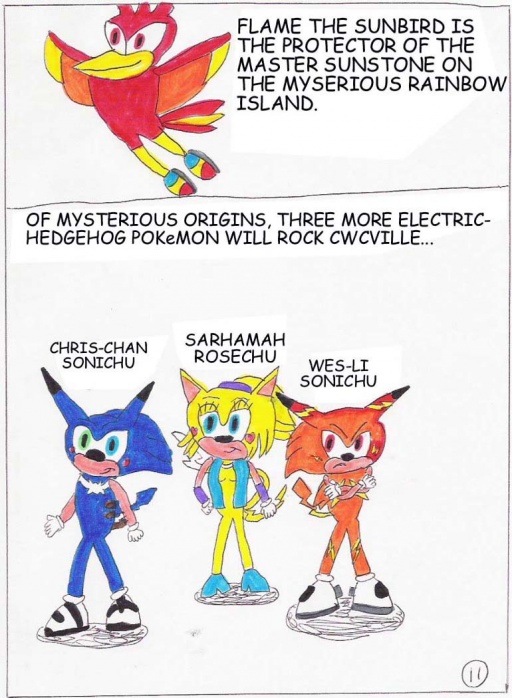 FLAME THE SUNBIRD IS
THE PROTECTOR OF THE
MASTER SUNSTONE ON
THE MYSERIOUS RAINBOW
ISLAND.
OF MYSTERIOUS ORIGINS, THREE MORE ELECTRIC-
HEDGEHOG POKeMON WILL ROCK CWCVILLE...
CHRIS-CHAN
SONICHU
SARHAMAH
ROSECHU
WES-LI
SONICHU
11